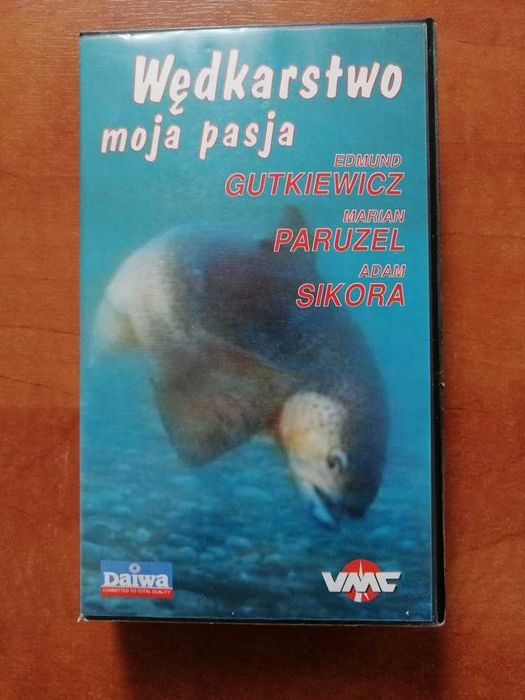 Wędkarstwo
moja pasja
EDMUND
GUTKIEWICZ
MARIAN
PARUZEL
ADAM
SIKORA
Daiwa
COMMITTED TO TOTAL QUALITY
VMC